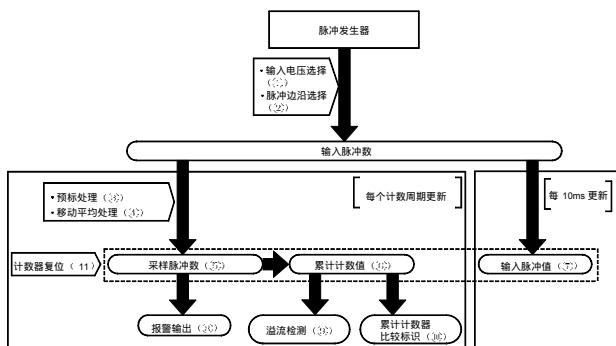 脉冲发生器
• 输入电压选择
• 脉冲边沿选择
输入脉冲数
• 预标处理
• 移动平均处理
每个计数周期更新
每 10ms 更新
计数器复位（ 11）
采样脉冲数
累计计数值
输入脉冲值
报警输出
溢流检测
累计计数器
比较标识